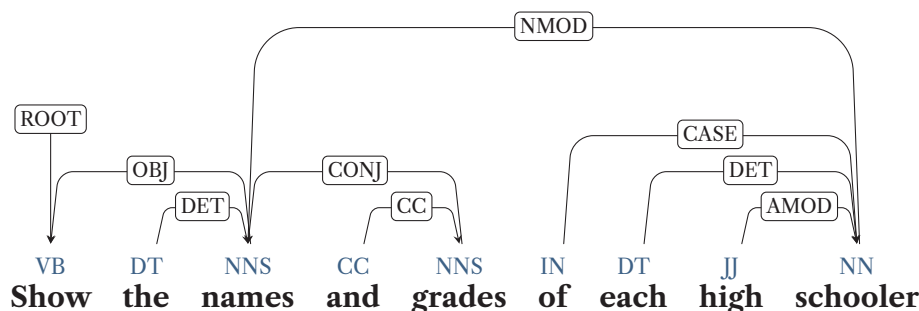 NMOD
ROOT
CASE
OBJ CONJ DET
DET CC AMOD
VB DT NNS CC NNS IN DT JJ NN
Show the names and grades of each high schooler